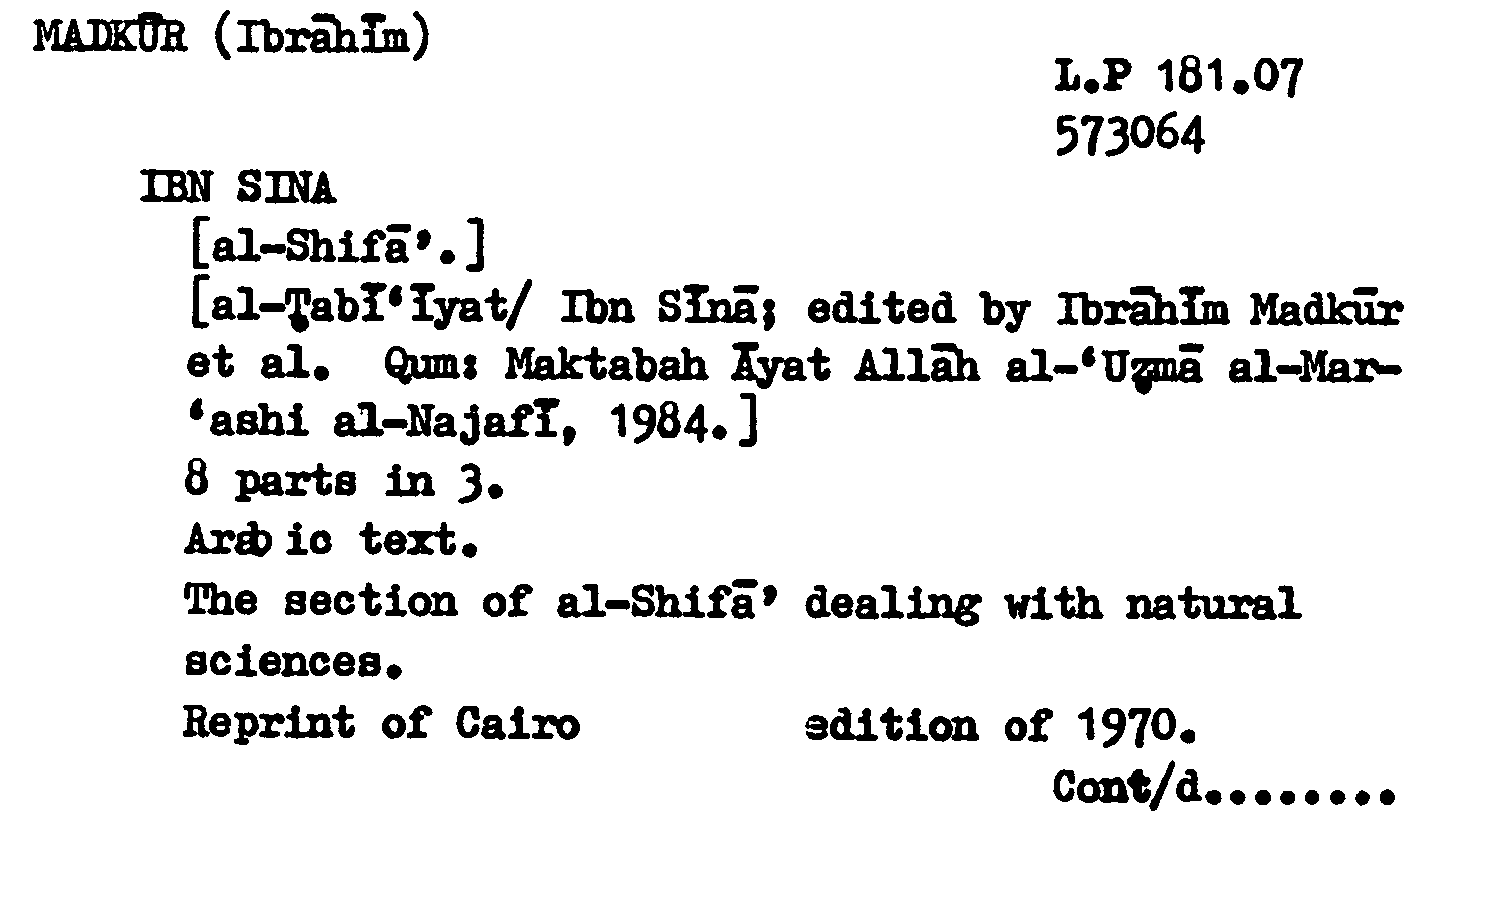 MADKŪR (Ibrāhīm)
L.P 181.07
573064
IBN SINA
[al-Shifā’.]
[al-Ṭabī‘īyat/ Ibn Sīnā; edited by Ibrāhīm Madkūr
et al. Qum: Maktabah Āyat Allāh al-‘Uẓmā al-Mar-
‘ashi al-Najafī, 1984.]
8 parts in 3.
Arabic text.
The section of al-Shifā’ dealing with natural
sciences.
Reprint of Cairo edition of 1970.
Cont/d........